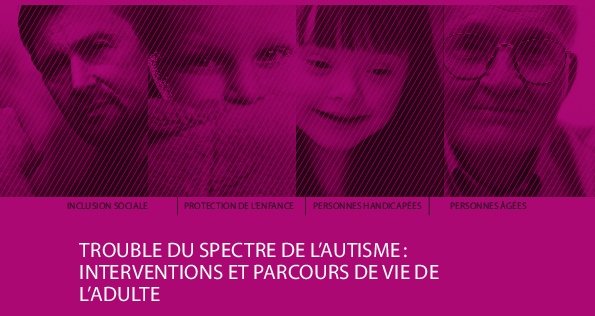 INCLUSION SOCIALE PROTECTION DE L'ENFANCE PERSONNES HANDICAPÉES PERSONNES ÂGÉES
TROUBLE DU SPECTRE DE L'AUTISME :
INTERVENTIONS ET PARCOURS DE VIE DE
L'ADULTE